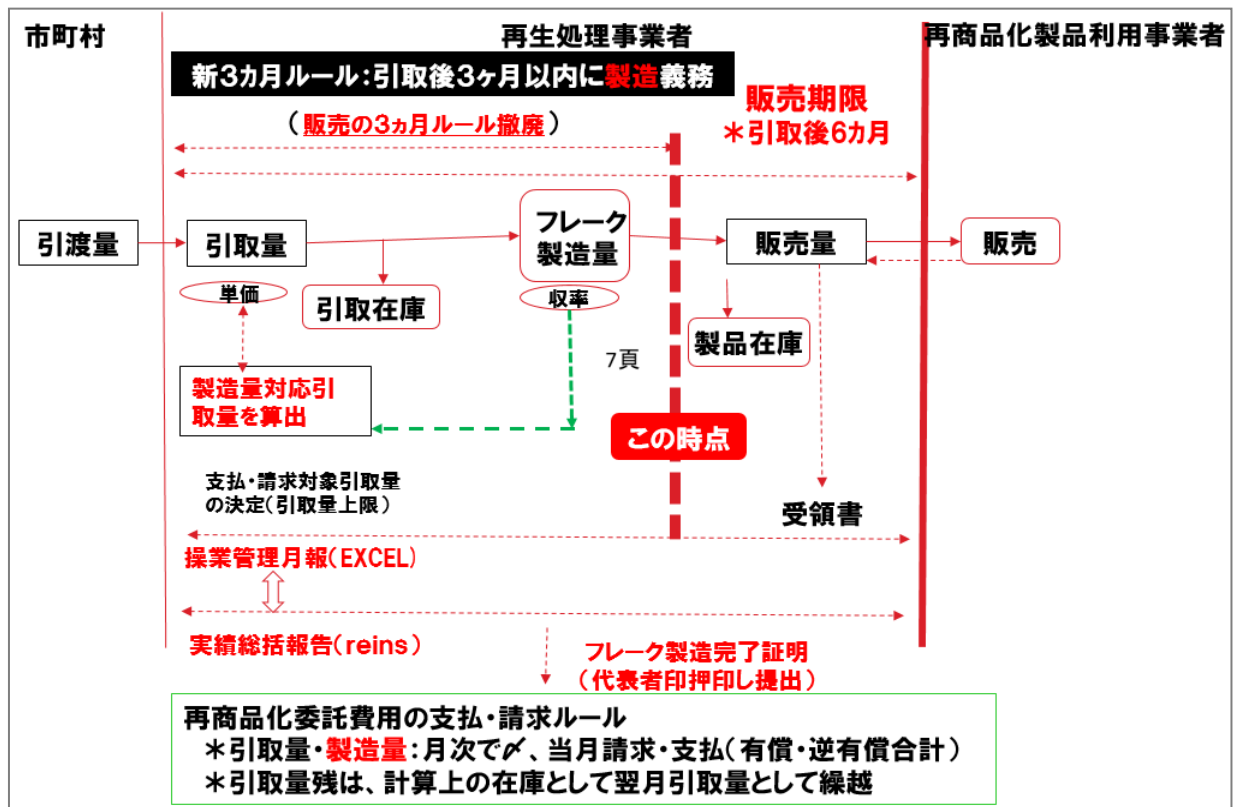 市町村
再生処理事業者
再商品化製品利用事業者
新3カ月ルール：引取後3ヶ月以内に製造義務
（販売の3ヵ月ルール撤廃）
販売期限
＊引取後6カ月
引渡量
引取量
フレーク
製造量
販売量
販売
単価
引取在庫
収率
製品在庫
7頁
製造量対応引
取量を算出
この時点
支払・請求対象引取量
の決定（引取量上限）
受領書
操業管理月報（EXCEL）
実績総括報告（reins）
フレーク製造完了証明
（代表者印押印し提出）
再商品化委託費用の支払・請求ルール
＊引取量・製造量：月次で〆、当月請求・支払（有償・逆有償合計）
＊引取量残は、計算上の在庫として翌月引取量として繰越